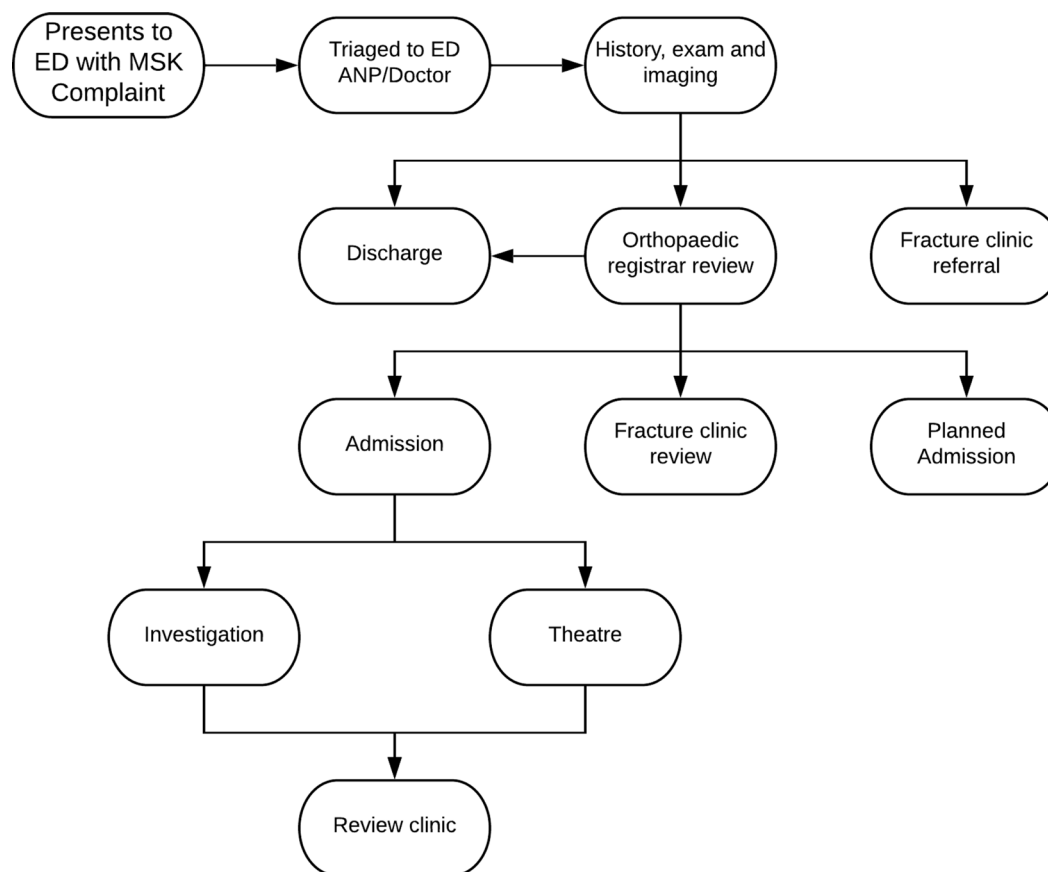 Presents to
ED with MSK
Complaint
Triaged to ED
ANP/Doctor
History, exam and
imaging
Discharge
Orthopaedic
registrar review
Fracture clinic
referral
Admission
Fracture clinic
review
Planned
Admission
Investigation
Theatre
Review clinic